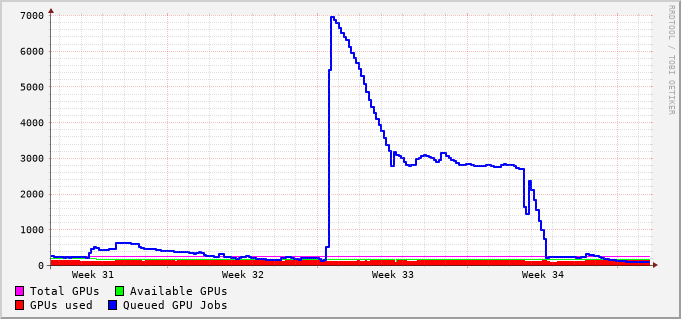 7000
6000
5000
4000
3000
2000
1000
0
Week 31 Week 32 Week 33 Week 34
Total GPUs Available GPUs
GPUs used Queued GPU Jobs
RRDTOOL / TOBI OETIKER